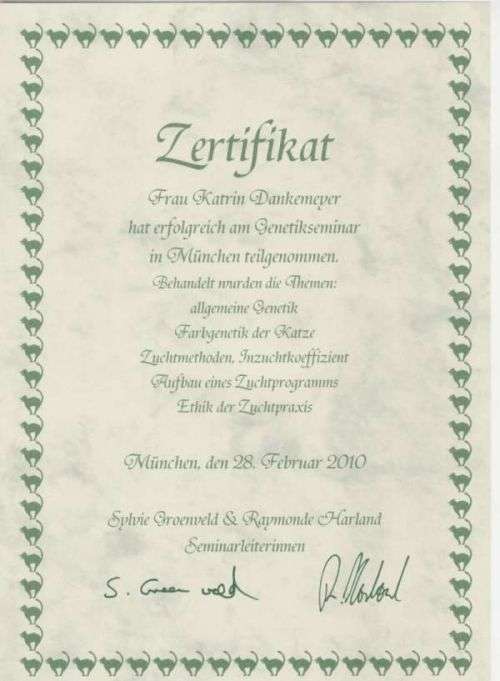 Zertifikat
Frau Katrin Dankemeyer
hat erfolgreich am Genetikseminar
in München teilgenommen.
Behandelt wurden die Themen:
allgemeine Genetik
Farbgenetik der Katze
Zuchtmethoden, Inzuchtkoeffizient
Aufbau eines Zuchtprogramms
Ethik der Zuchtpraxis
München, den 28. Februar 2010
Sylvie Groenveld & Raymonde Harland
Seminarleiterinnen
S. Groenveld R. Harland